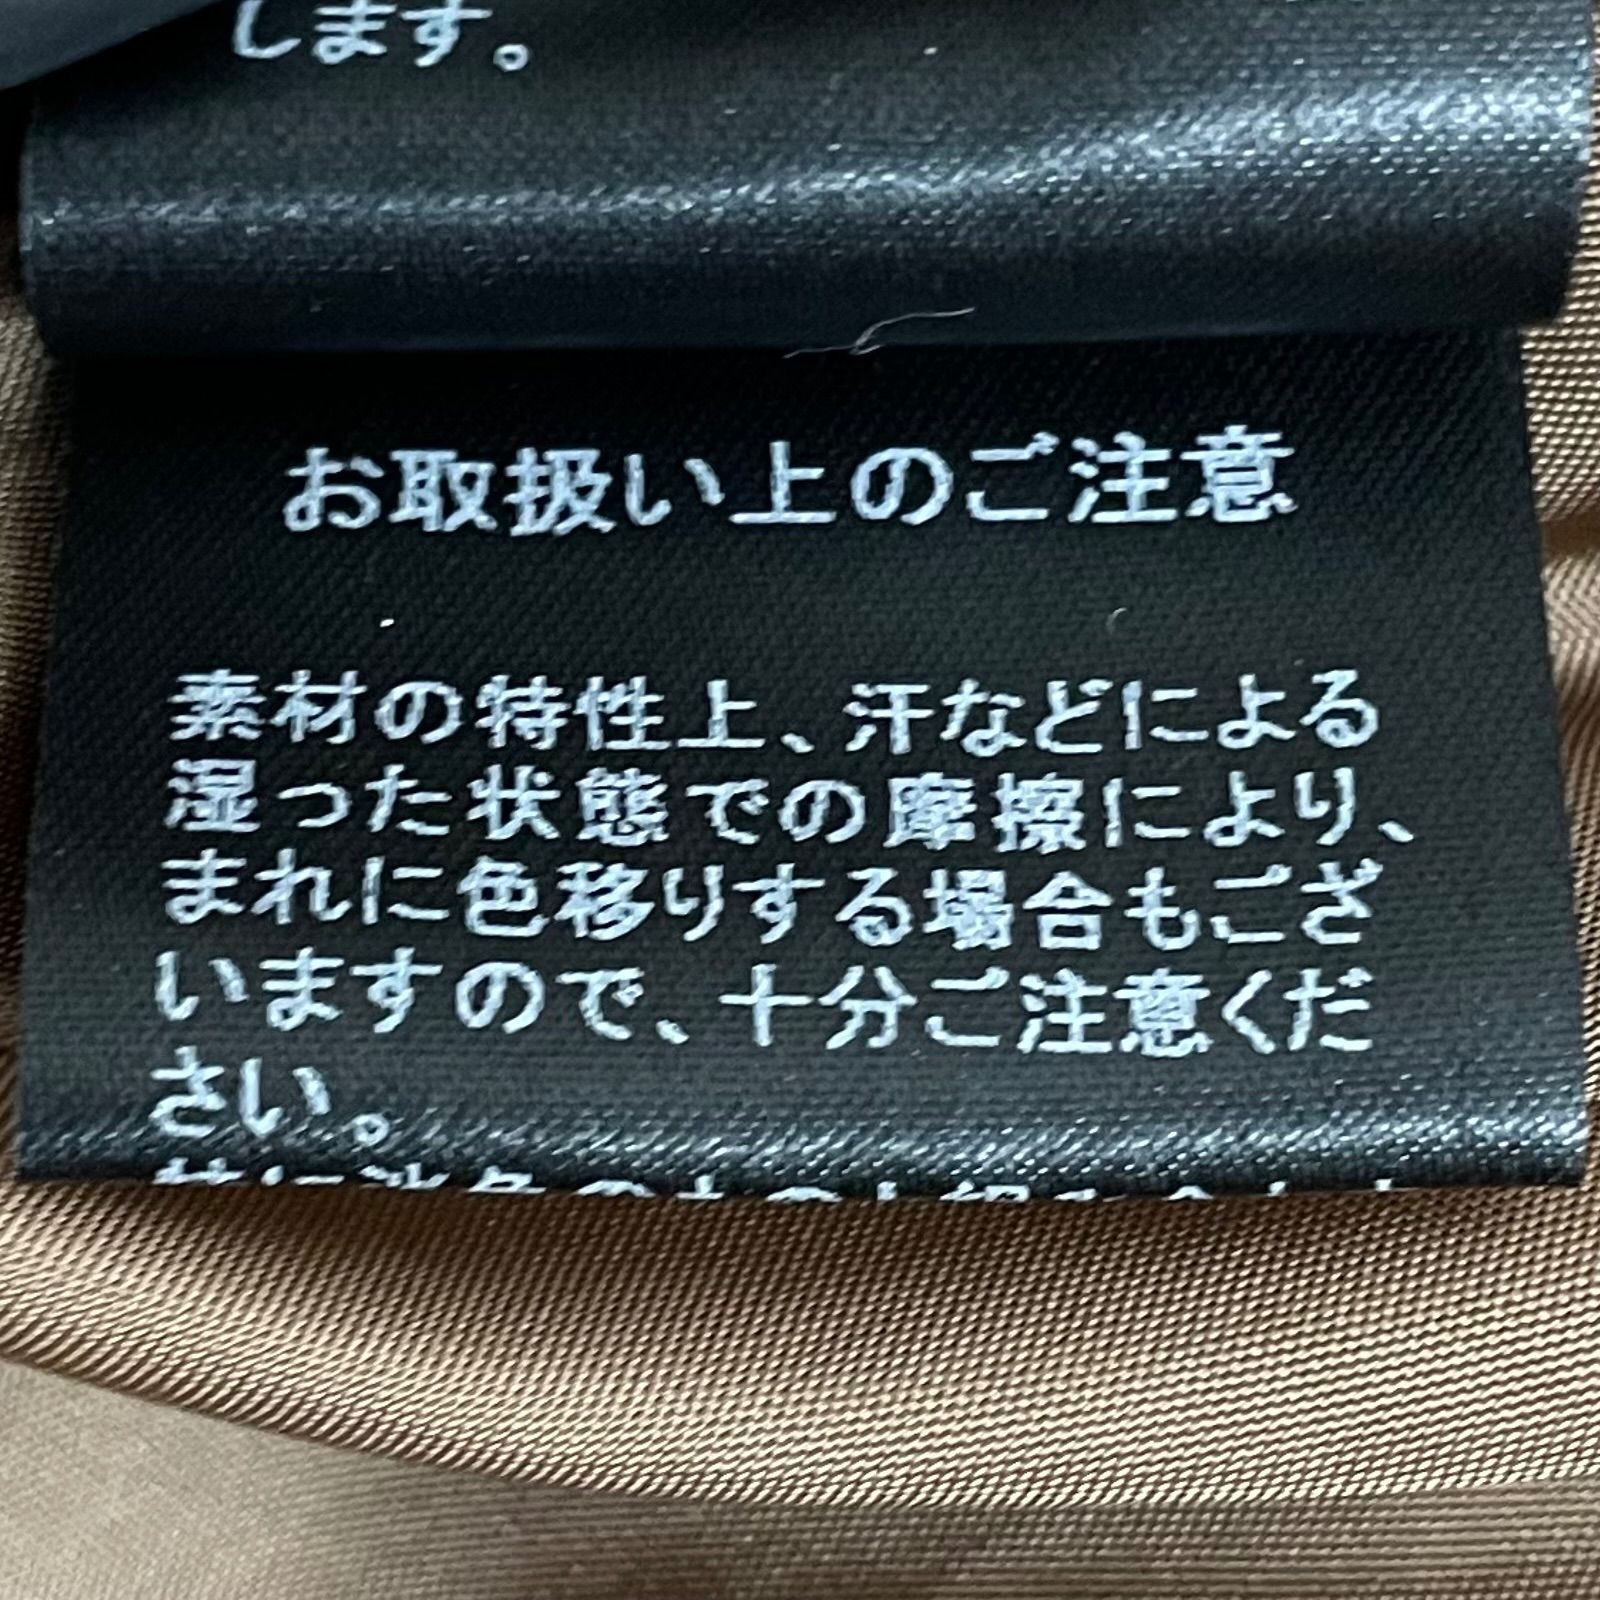 します。
お取扱い上のご注意
素材の特性上、汗などによる
湿った状態での摩擦により、
まれに色移りする場合もござ
いますので、十分ご注意くだ
さい。